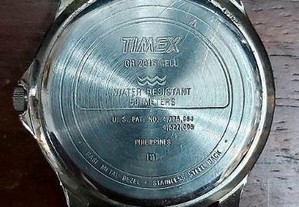 TIMEX
CR 2016 CELL
WATER RESISTANT
50 METERS
U.S. PAT. NO.
PHILIPPINES
BASE METAL BEZEL • STAINLESS STEEL BACK